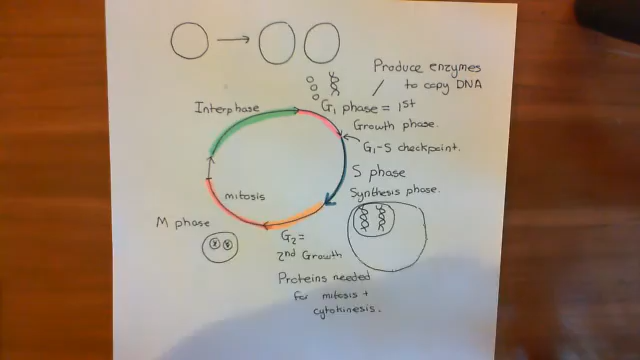 Produce enzymes
to copy DNA
Interphase
G₁ phase = 1st
Growth phase.
G₁-S checkpoint.
S phase
Synthesis phase.
mitosis
M phase
G₂ =
2nd Growth
Proteins needed
for mitosis +
cytokinesis.